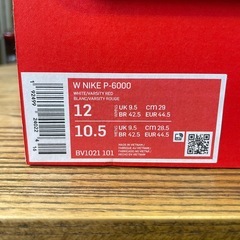 W NIKE P-6000
WHITE/VARSITY RED
BLANC/VARSITY ROUGE
12
UK 9.5
cm 29
BR 42.5
EUR 44.5
10.5
UK 9.5
cm 28.5
BR 42.5
EUR 44.5
BV1021 101